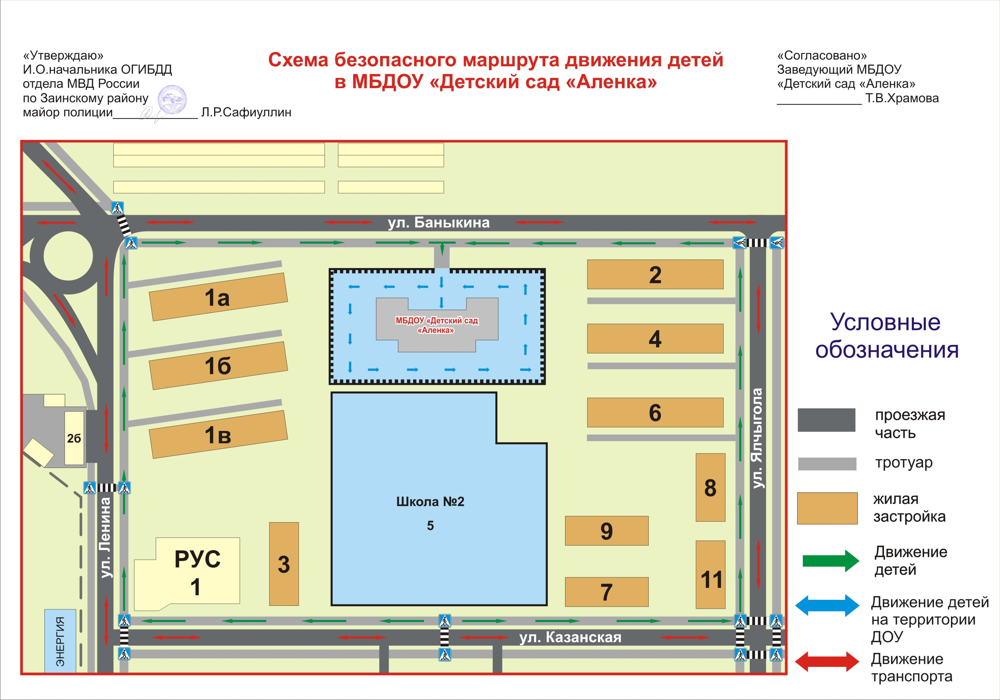 «Утверждаю»
И.О.начальника ОГИБДД
отдела МВД России
по Заинскому району
майор полиции____________ Л.Р.Сафиуллин
Схема безопасного маршрута движения детей
в МБДОУ «Детский сад «Аленка»
«Согласовано»
Заведующий МБДОУ
«Детский сад «Аленка»
____________ Т.В.Храмова
ул. Баныкина
1а
1б
1в
2
4
6
МБДОУ «Детский сад
«Аленка»
2б
ул. Ялчыгола
8
Школа №2
5
9
ул. Ленина
РУС
1
3
7
11
ЭНЕРГИЯ
ул. Казанская
Условные
обозначения
проезжая
часть
тротуар
жилая
застройка
Движение
детей
Движение детей
на территории
ДОУ
Движение
транспорта